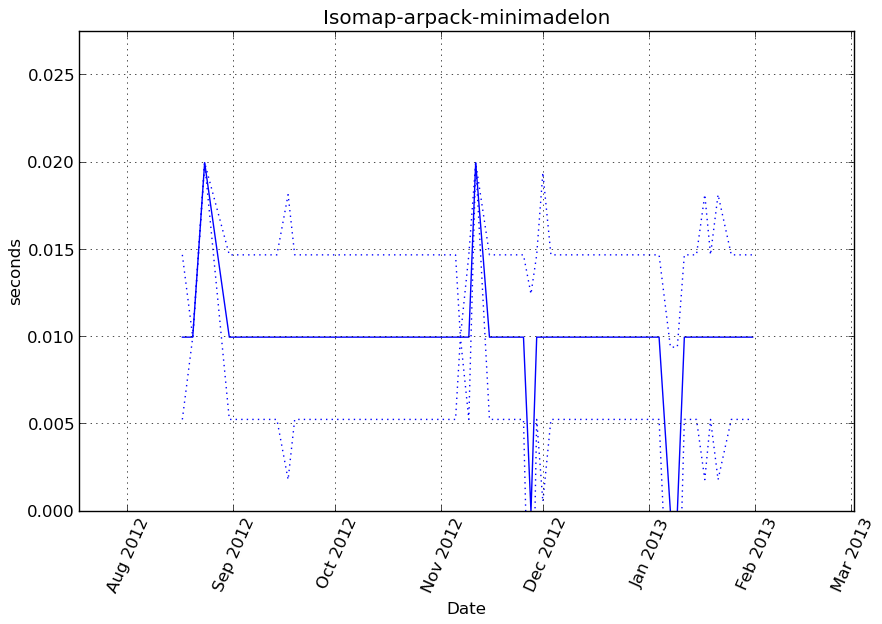 Isomap-arpack-minimadelon
0.025
0.020
0.015
0.010
0.005
0.000
seconds
Aug 2012
Sep 2012
Oct 2012
Nov 2012
Dec 2012
Jan 2013
Feb 2013
Mar 2013
Date